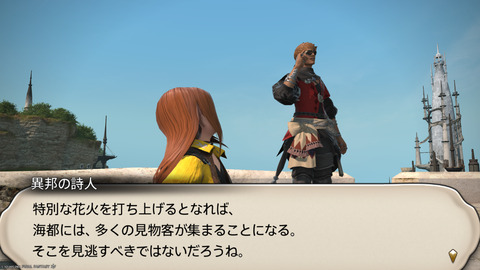 異邦の詩人
特別な花火を打ち上げるとなれば、
海都には、多くの見物客が集まることになる。
そこを見逃すべきではないだろうね。